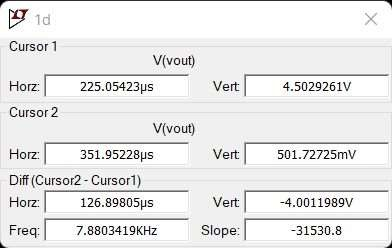 1d
Cursor 1
V(vout)
Horz: 225.05423µs Vert: 4.5029261V
Cursor 2
V(vout)
Horz: 351.95228µs Vert: 501.72725mV
Diff (Cursor2 - Cursor1)
Horz: 126.89805µs Vert: -4.0011989V
Freq: 7.8803419KHz Slope: -31530.8